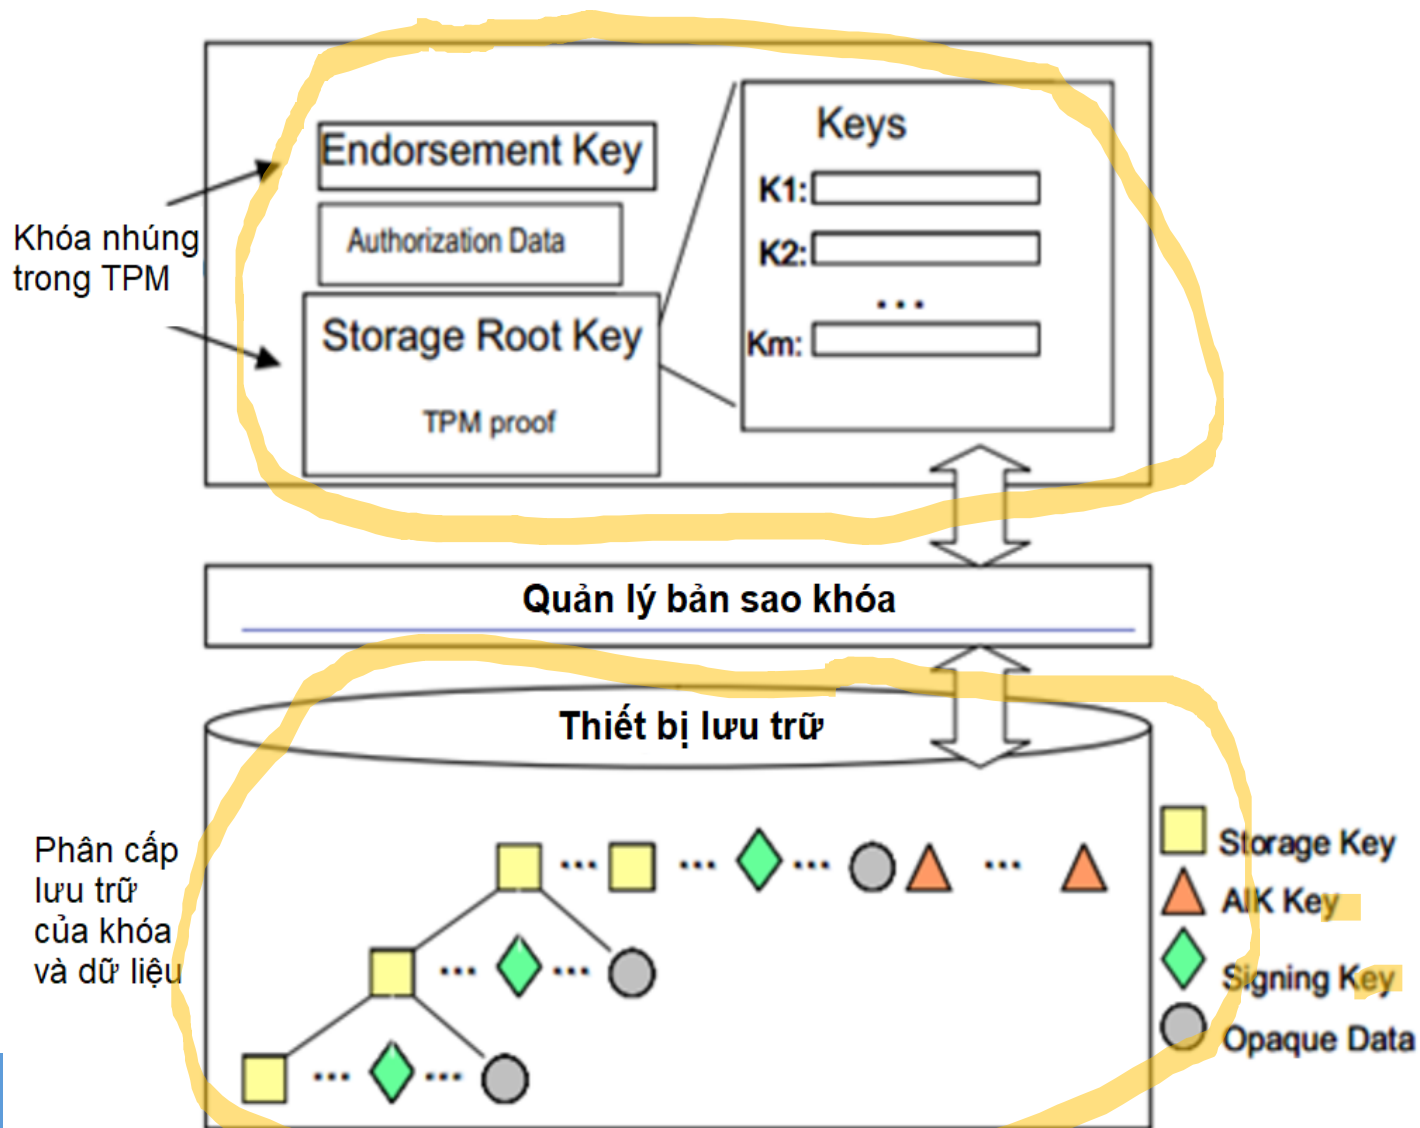 Endorsement Key
Authorization Data
Storage Root Key
TPM proof
Khóa nhúng
trong TPM
Keys
K1:
K2:
...
Km:
Quản lý bản sao khóa
Thiết bị lưu trữ
Phân cấp
lưu trữ
của khóa
và dữ liệu
... ... ... ...
... ...
... ...
Storage Key
AIK Key
Signing Key
Opaque Data